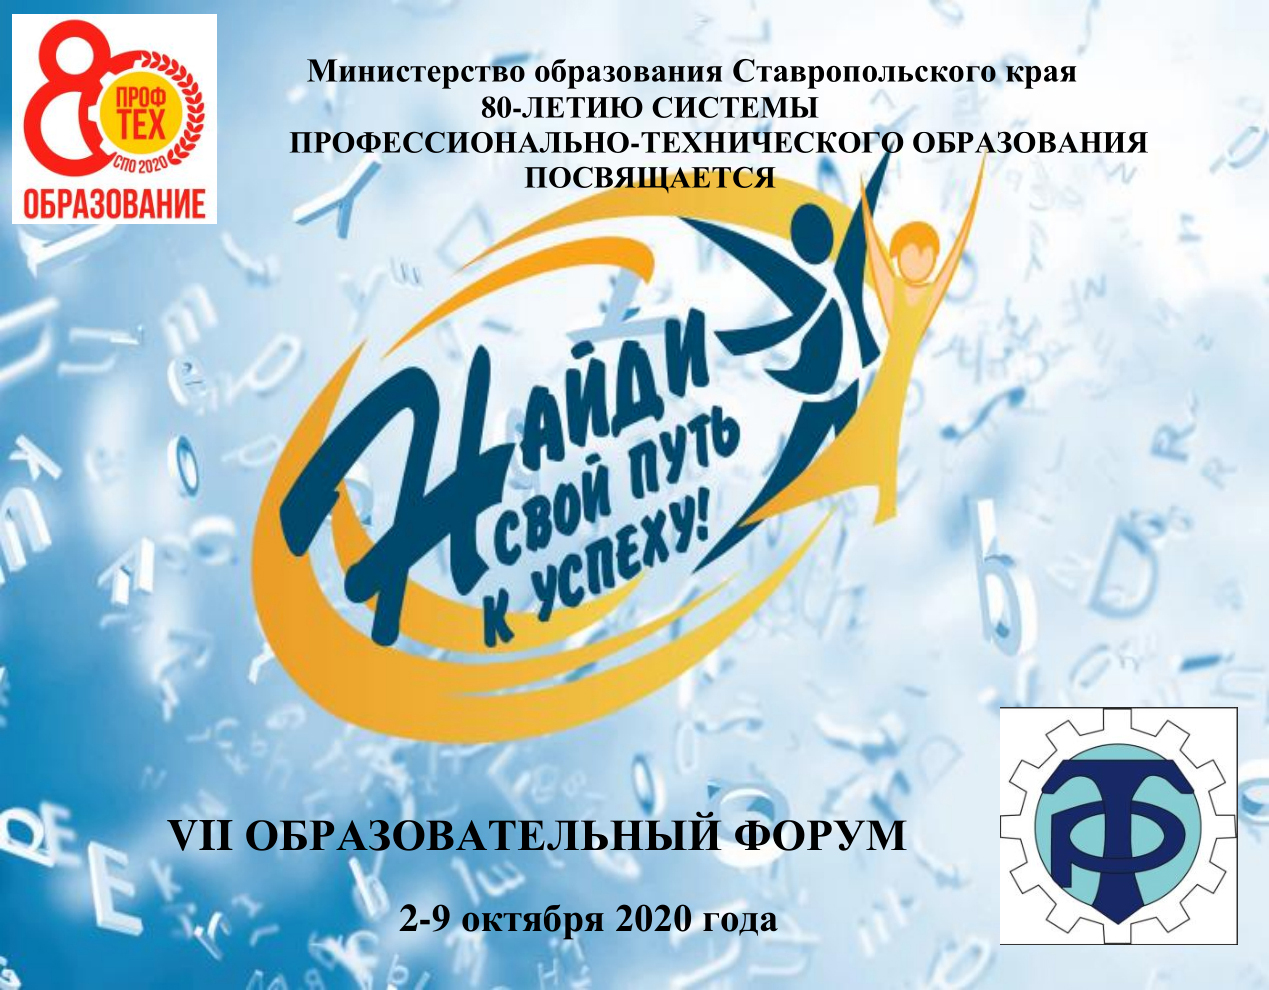 Министерство образования Ставропольского края
80-ЛЕТИЮ СИСТЕМЫ
ПРОФЕССИОНАЛЬНО-ТЕХНИЧЕСКОГО ОБРАЗОВАНИЯ
ПОСВЯЩАЕТСЯ
80
ПРОФ
ТЕХ
СПО 2020
ОБРАЗОВАНИЕ
НАЙДИ
СВОЙ ПУТЬ
К УСПЕХУ!
VII ОБРАЗОВАТЕЛЬНЫЙ ФОРУМ
2-9 октября 2020 года